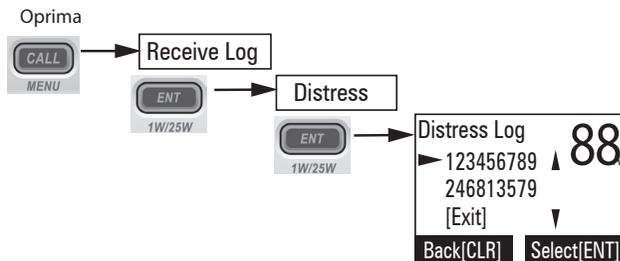 Oprima
CALL
MENU
Receive Log
ENT
1W/25W
Distress
ENT
1W/25W
Distress Log
88
123456789
246813579
[Exit]
Back[CLR] Select[ENT]